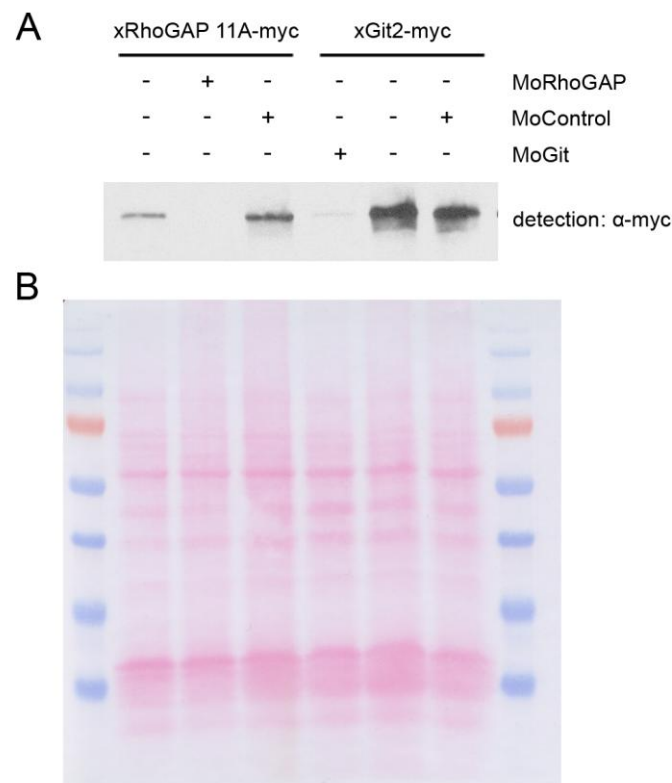 A
xRhoGAP 11A-myc xGit2-myc
- + - - - - MoRhoGAP
- - + - - + MoControl
- - - + - - MoGit
detection: α-myc
B